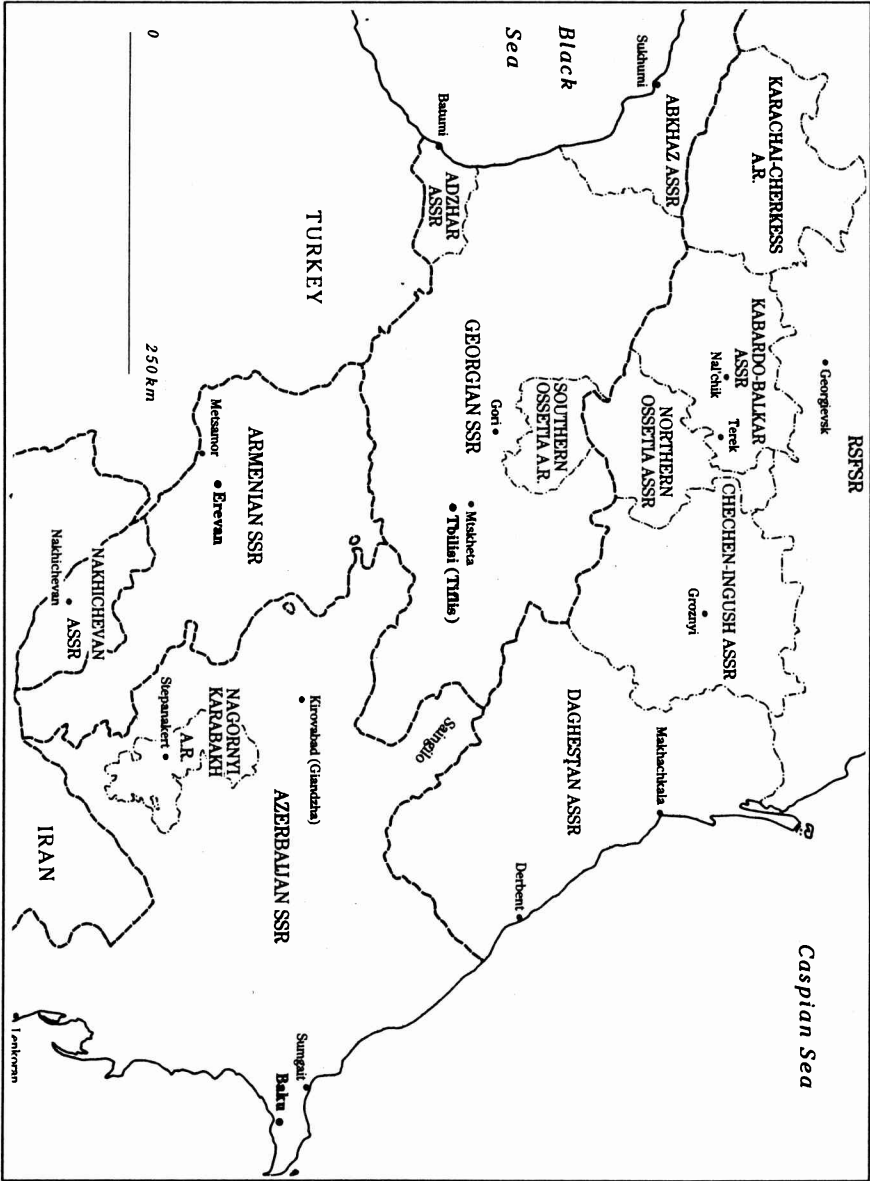 RSFSR
Georgievsk
KARACHAI-CHERKESS
A.R.
KABARDO-BALKAR
ASSR
Nal'chik
Terek
CHECHEN-INGUSH ASSR
Groznyi
NORTHERN
OSSETIA ASSR
Caspian Sea
Sukhumi
ABKHAZ ASSR
Makhachkala
Black
Sea
SOUTHERN
OSSETIA A.R.
DAGHESTAN ASSR
Derbent
Gori
GEORGIAN SSR
Mtskheta
Tbilisi (Tiflis)
Saingilo
Batumi
ADZHAR
ASSR
TURKEY
Kirovabad (Giandzha)
Sumgait
Baku
AZERBAIJAN SSR
ARMENIAN SSR
Metsamor
Erevan
NAGORNYI
KARABAKH
A.R.
Stepanakert
0
250 km
NAKHICHEVAN
ASSR
Nakhichevan
IRAN
Lenkoran